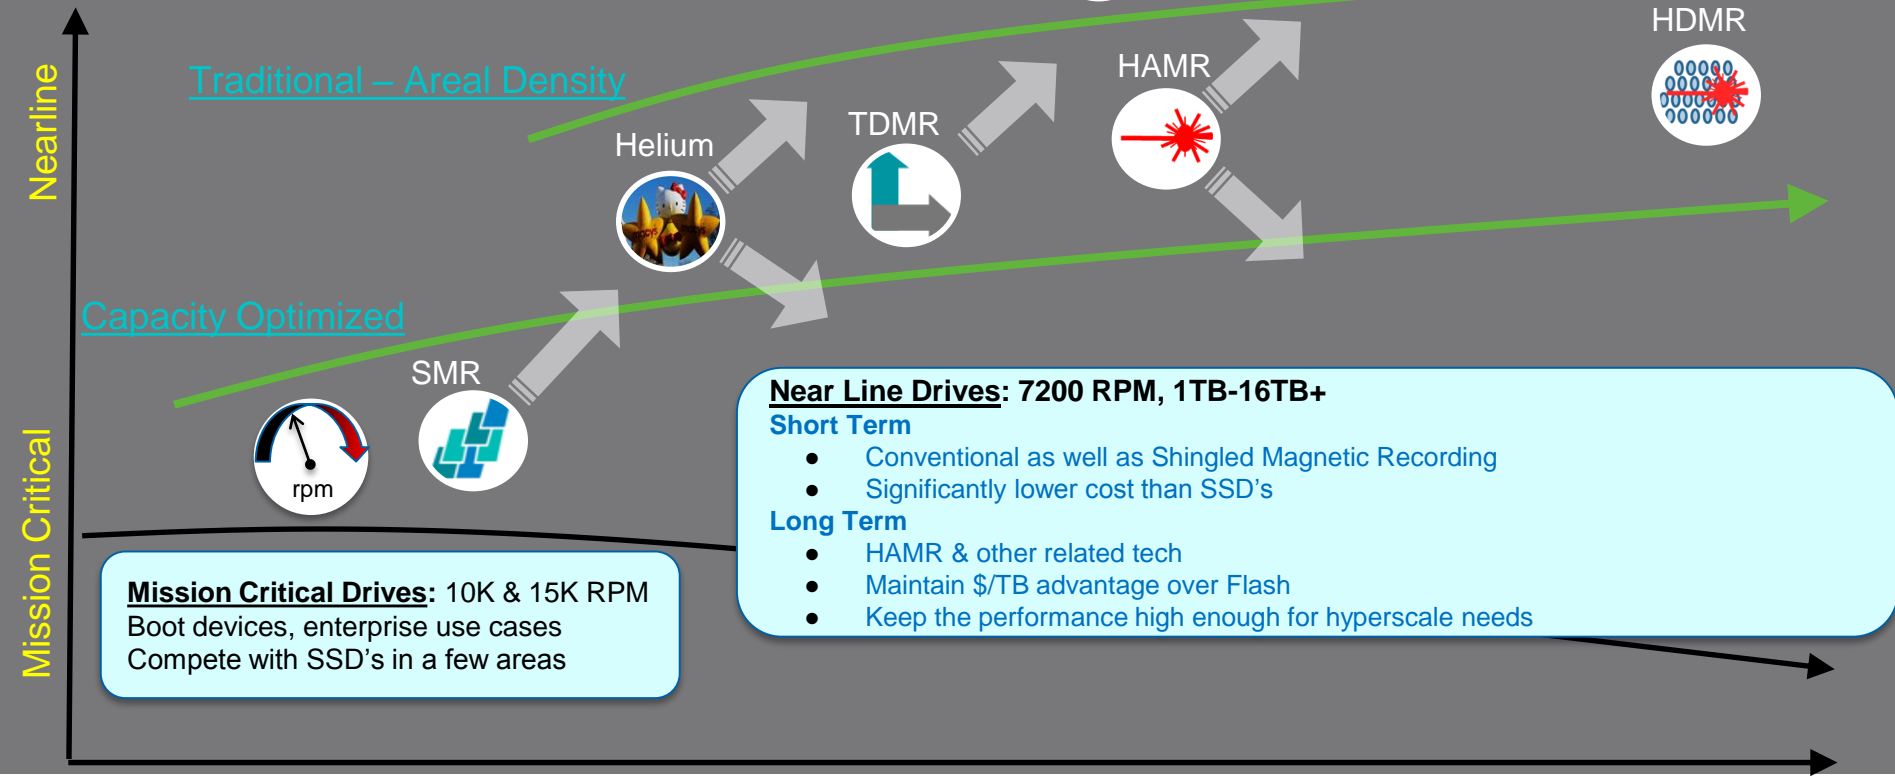 HDMR
Nearline
Traditional – Areal Density
HAMR
TDMR
Helium
Capacity Optimized
SMR
rpm
Mission Critical
Near Line Drives: 7200 RPM, 1TB-16TB+
Short Term
● Conventional as well as Shingled Magnetic Recording
● Significantly lower cost than SSD's
Long Term
● HAMR & other related tech
● Maintain $/TB advantage over Flash
● Keep the performance high enough for hyperscale needs
Mission Critical Drives: 10K & 15K RPM
Boot devices, enterprise use cases
Compete with SSD's in a few areas